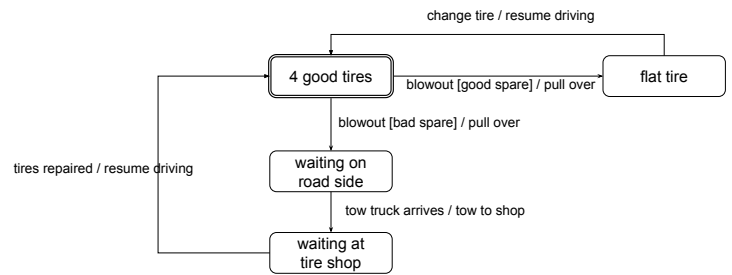 change tire / resume driving
4 good tires
flat tire
blowout [good spare] / pull over
blowout [bad spare] / pull over
waiting on
road side
tires repaired / resume driving
tow truck arrives / tow to shop
waiting at
tire shop